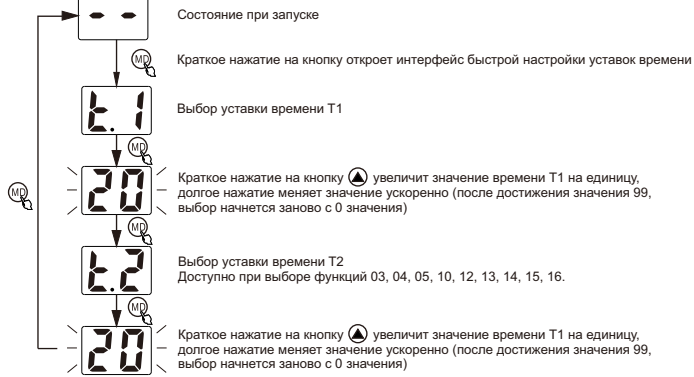 - -
Состояние при запуске
MD
Краткое нажатие на кнопку откроет интерфейс быстрой настройки уставок времени
t.1
Выбор уставки времени T1
MD
20
Краткое нажатие на кнопку увеличит значение времени T1 на единицу,
долгое нажатие меняет значение ускоренно (после достижения значения 99,
выбор начнется заново с 0 значения)
MD
MD
t.2
Выбор уставки времени T2
Доступно при выборе функций 03, 04, 05, 10, 12, 13, 14, 15, 16.
MD
20
Краткое нажатие на кнопку увеличит значение времени T1 на единицу,
долгое нажатие меняет значение ускоренно (после достижения значения 99,
выбор начнется заново с 0 значения)